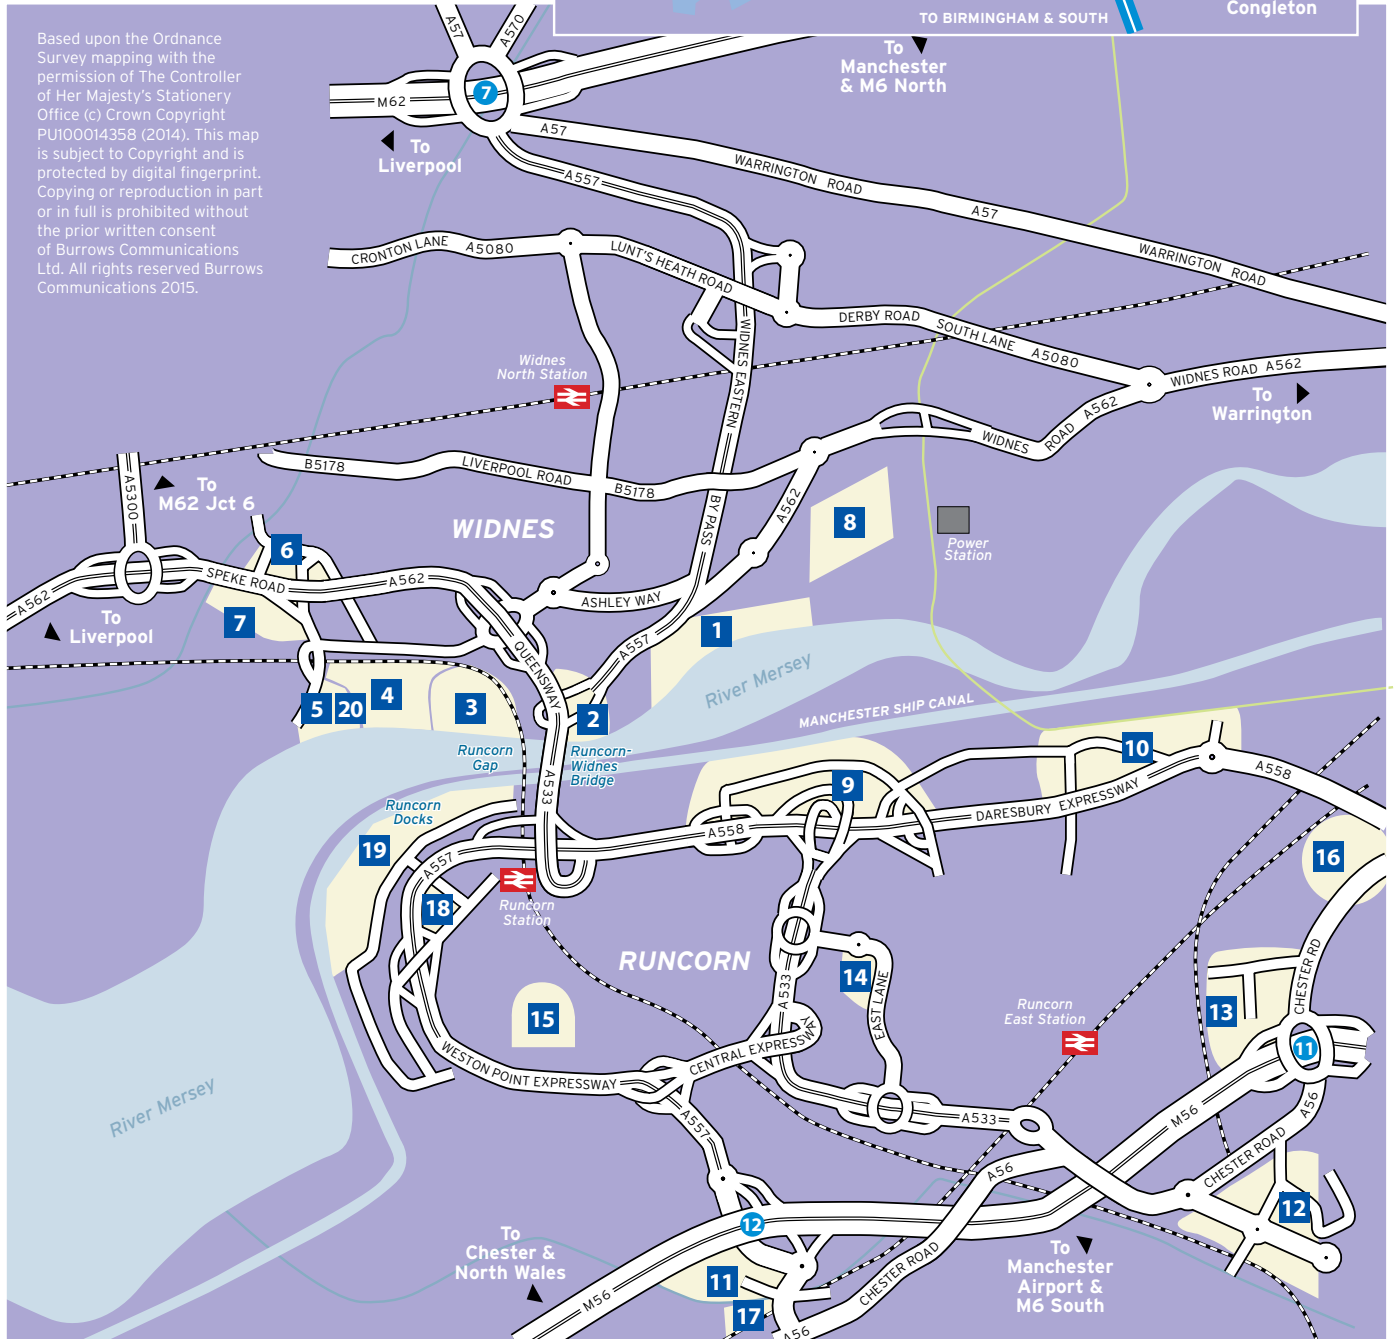 TO BIRMINGHAM & SOUTH
Congleton
Based upon the Ordnance
Survey mapping with the
permission of The Controller
of Her Majesty's Stationery
Office (c) Crown Copyright
PU100014358 (2014). This map
is subject to Copyright and is
protected by digital fingerprint.
Copying or reproduction in part
or in full is prohibited without
the prior written consent
of Burrows Communications
Ltd. All rights reserved Burrows
Communications 2015.
A57
A570
7
M62
To
Liverpool
To
Manchester
& M6 North
A57
WARRINGTON ROAD
A57
WARRINGTON ROAD
A557
CRONTON LANE A5080
LUNT'S HEATH ROAD
DERBY ROAD
SOUTH LANE A5080
WIDNES ROAD A562
To
Warrington
WIDNES EASTERN
BY PASS
Widnes
North Station
A562
WIDNES
ROAD
B5178
LIVERPOOL ROAD
B5178
A5300
To
M62 Jct 6
WIDNES
A562
8
Power
Station
6
SPEKE ROAD
A562
A562
To
Liverpool
7
ASHLEY WAY
1
A557
QUEENSWAY
River Mersey
MANCHESTER SHIP CANAL
5
20
4
3
2
Runcorn
Gap
Runcorn-
Widnes
Bridge
10
A533
A558
9
DARESBURY EXPRESSWAY
A558
Runcorn
Docks
19
A557
16
18
Runcorn
Station
RUNCORN
14
EAST LANE
CHESTER RD
A533
15
Runcorn
East Station
13
11
WESTON POINT EXPRESSWAY
CENTRAL EXPRESSWAY
River Mersey
A557
A533
M56
A56
CHESTER ROAD
A56
12
12
To
Chester &
North Wales
To
Manchester
Airport &
M6 South
CHESTER ROAD
11
M56
17
A56